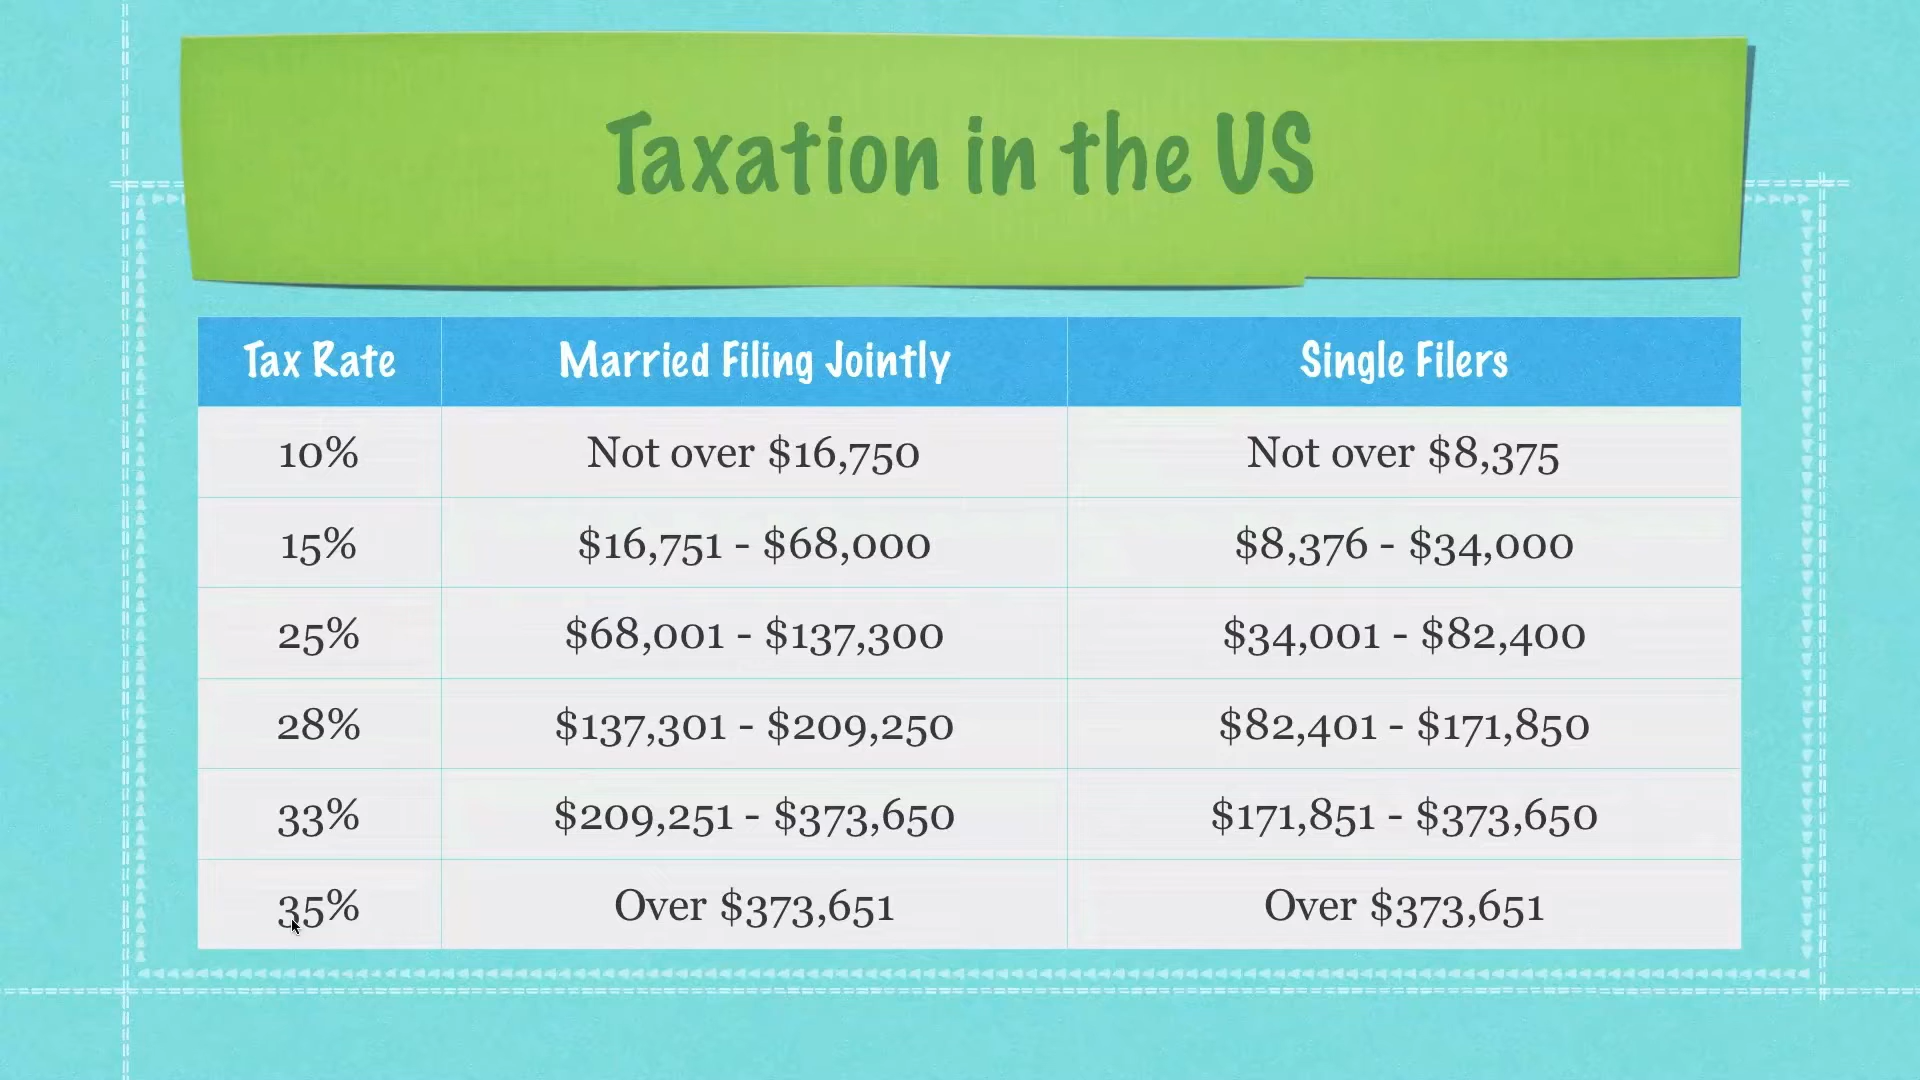 Taxation in the US
Tax Rate Married Filing Jointly Single Filers
10% Not over $16,750 Not over $8,375
15% $16,751 - $68,000 $8,376 - $34,000
25% $68,001 - $137,300 $34,001 - $82,400
28% $137,301 - $209,250 $82,401 - $171,850
33% $209,251 - $373,650 $171,851 - $373,650
35% Over $373,651 Over $373,651